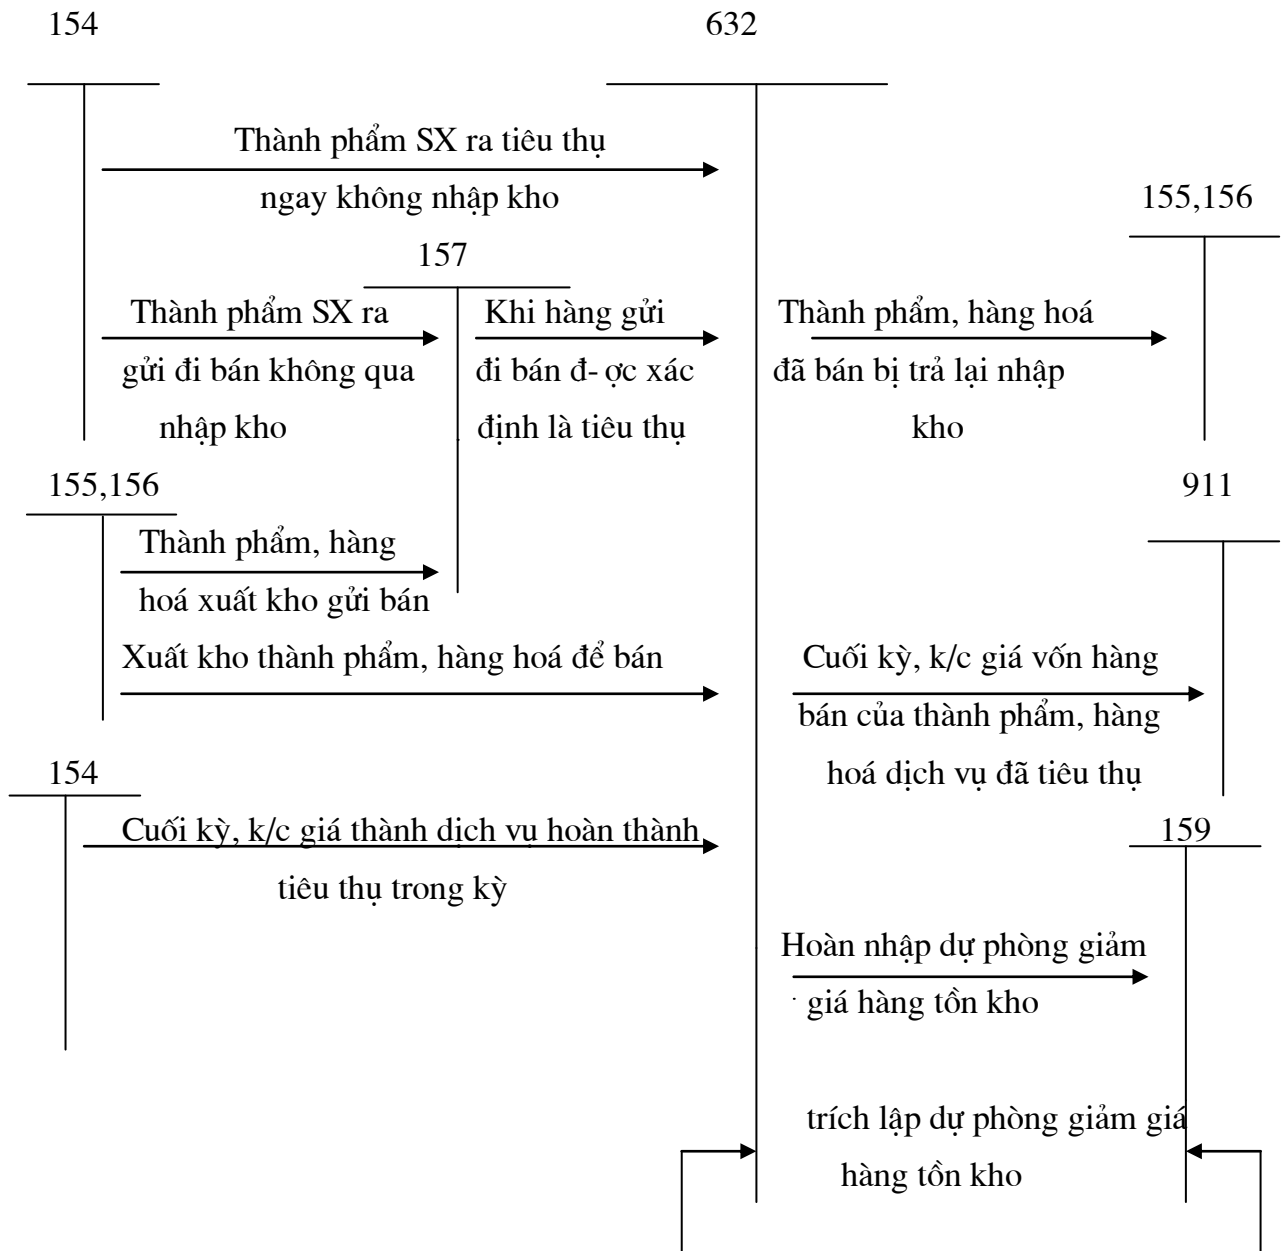 154
632
Thành phẩm SX ra tiêu thụ
ngay không nhập kho
155,156
157
Thành phẩm SX ra
gửi đi bán không qua
nhập kho
Khi hàng gửi
đi bán đ- ợc xác
định là tiêu thụ
Thành phẩm, hàng hoá
đã bán bị trả lại nhập
kho
155,156
911
Thành phẩm, hàng
hoá xuất kho gửi bán
Xuất kho thành phẩm, hàng hoá để bán
Cuối kỳ, k/c giá vốn hàng
bán của thành phẩm, hàng
hoá dịch vụ đã tiêu thụ
154
Cuối kỳ, k/c giá thành dịch vụ hoàn thành
tiêu thụ trong kỳ
159
Hoàn nhập dự phòng giảm
giá hàng tồn kho
trích lập dự phòng giảm giá
hàng tồn kho